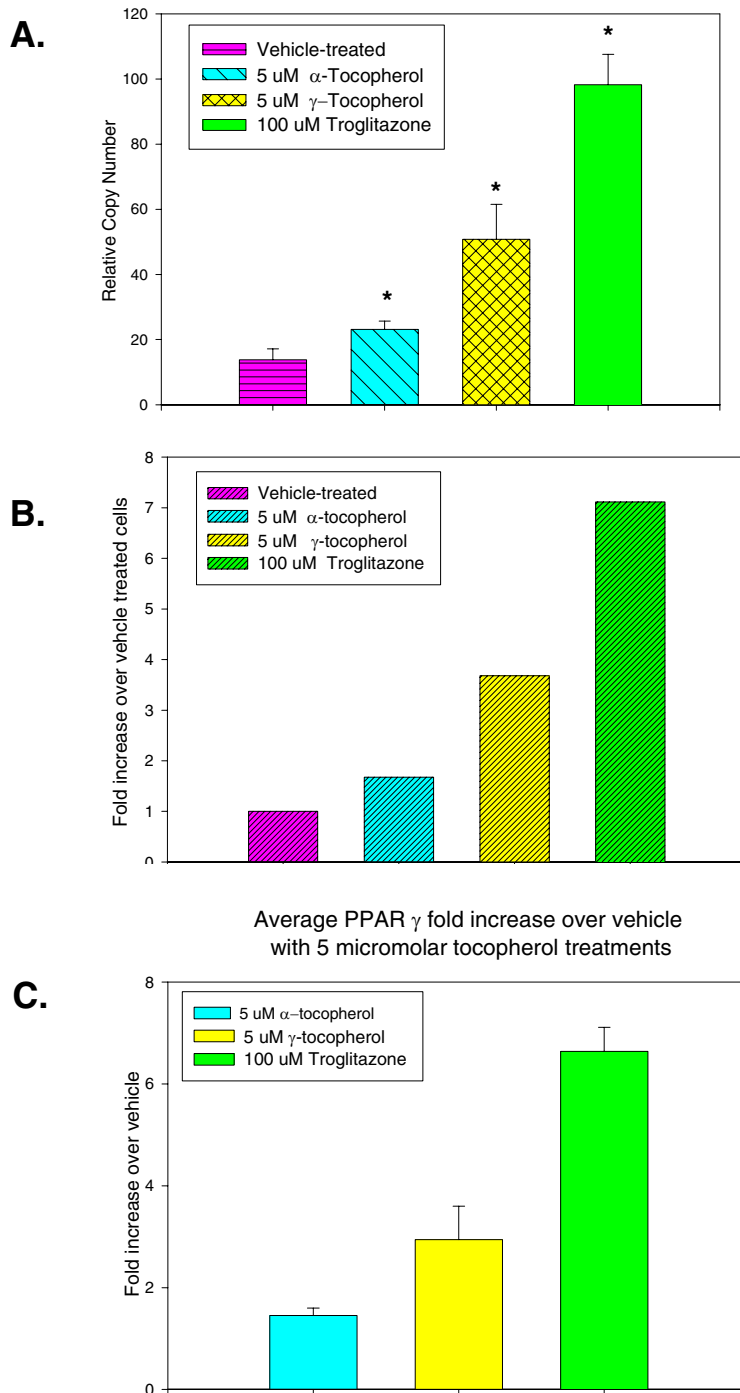 A.
120
100
80
60
40
20
0
Relative Copy Number
Vehicle-treated
5 uM α-Tocopherol
5 uM γ–Tocopherol
100 uM Troglitazone
*
*
*
B.
8
7
6
5
4
3
2
1
0
Fold increase over vehcle treated cells
Vehicle-treated
5 uM α-tocopherol
5 uM γ-tocopherol
100 uM Troglitazone
Average PPAR γ fold increase over vehicle
with 5 micromolar tocopherol treatments
C.
8
6
4
2
0
Fold increase over vehicle
5 uM α–tocopherol
5 uM γ-tocopherol
100 uM Troglitazone